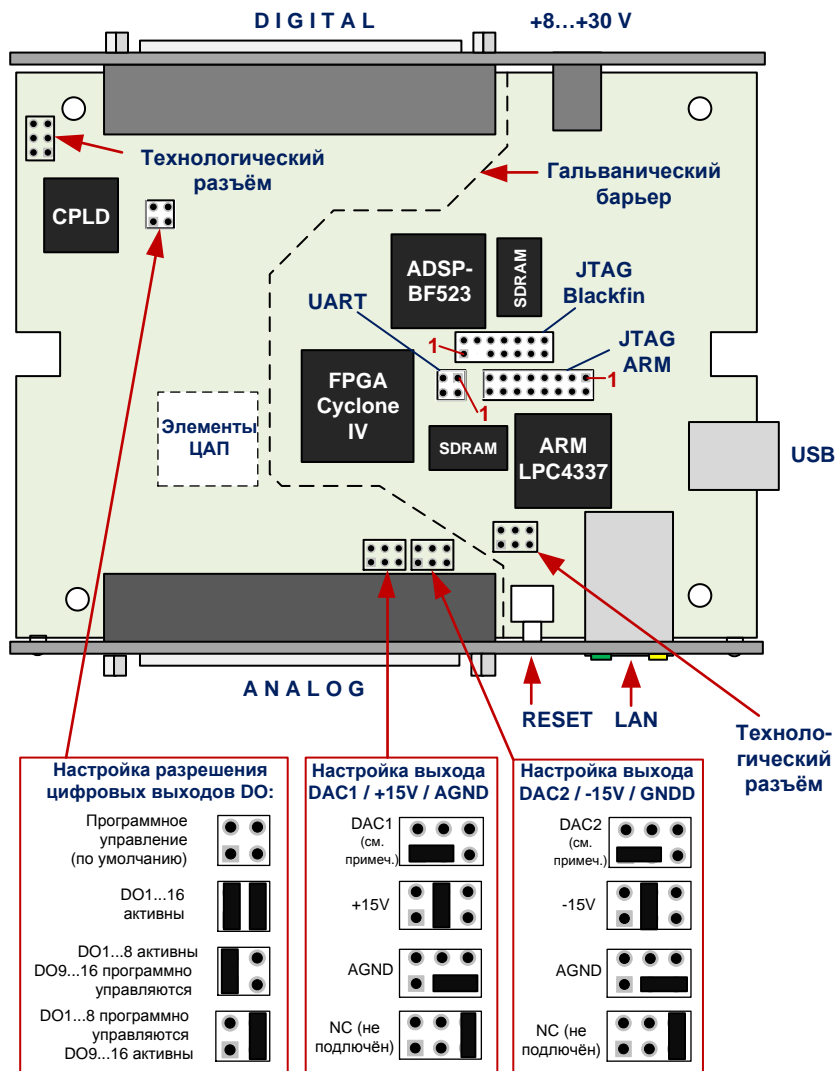 DIGITAL
+8...+30 V
Технологический
разъём
Гальванический
барьер
CPLD
ADSP-
BF523
SDRAM
JTAG
Blackfin
UART
1
JTAG
ARM
1
1
FPGA
Cyclone
IV
Элементы
ЦАП
SDRAM
ARM
LPC4337
USB
ANALOG
RESET
LAN
Техноло-
гический
разъём
Настройка разрешения
цифровых выходов DO:
Программное
управление
(по умолчанию)
DO1...16
активны
DO1...8 активны
DO9...16 программно
управляются
DO1...8 программно
управляются
DO9...16 активны
Настройка выхода
DAC1 / +15V / AGND
DAC1
(см.
примеч.)
+15V
AGND
NC (не
подлючён)
Настройка выхода
DAC2 / -15V / GNDD
DAC2
(см.
примеч.)
-15V
AGND
NC (не
подлючён)